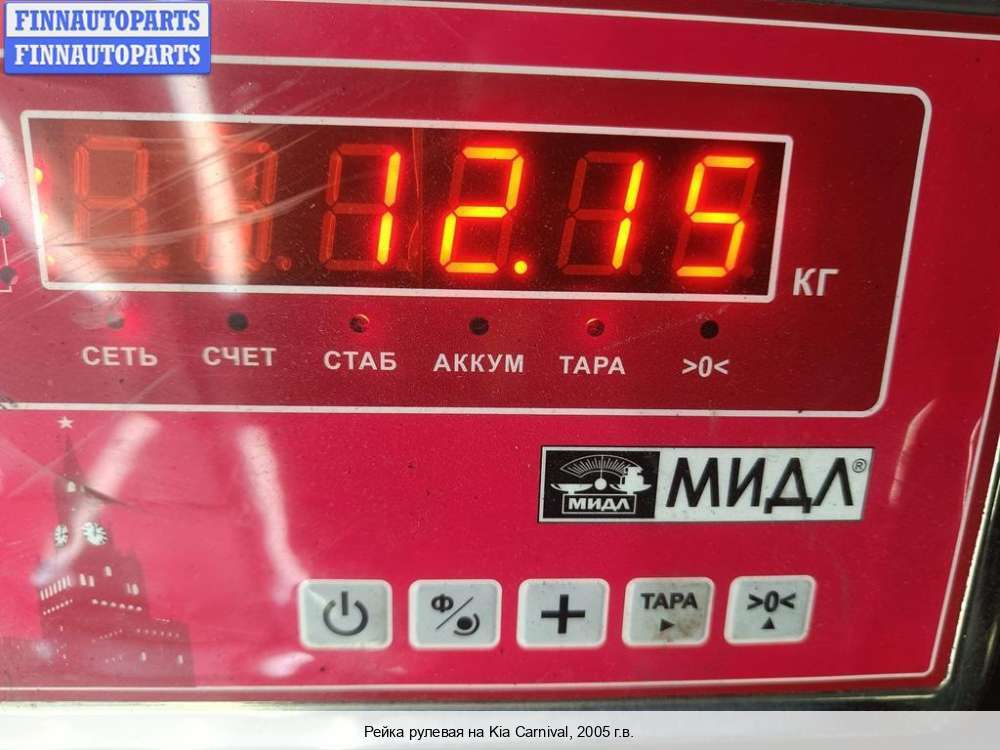 FINNAUTOPARTS
FINNAUTOPARTS
12.15
КГ
СЕТЬ СЧЕТ СТАБ АККУМ ТАРА >0<
МИДЛ МИДЛ®
Ф ТАРА >0<
Рейка рулевая на Kia Carnival, 2005 г.в.